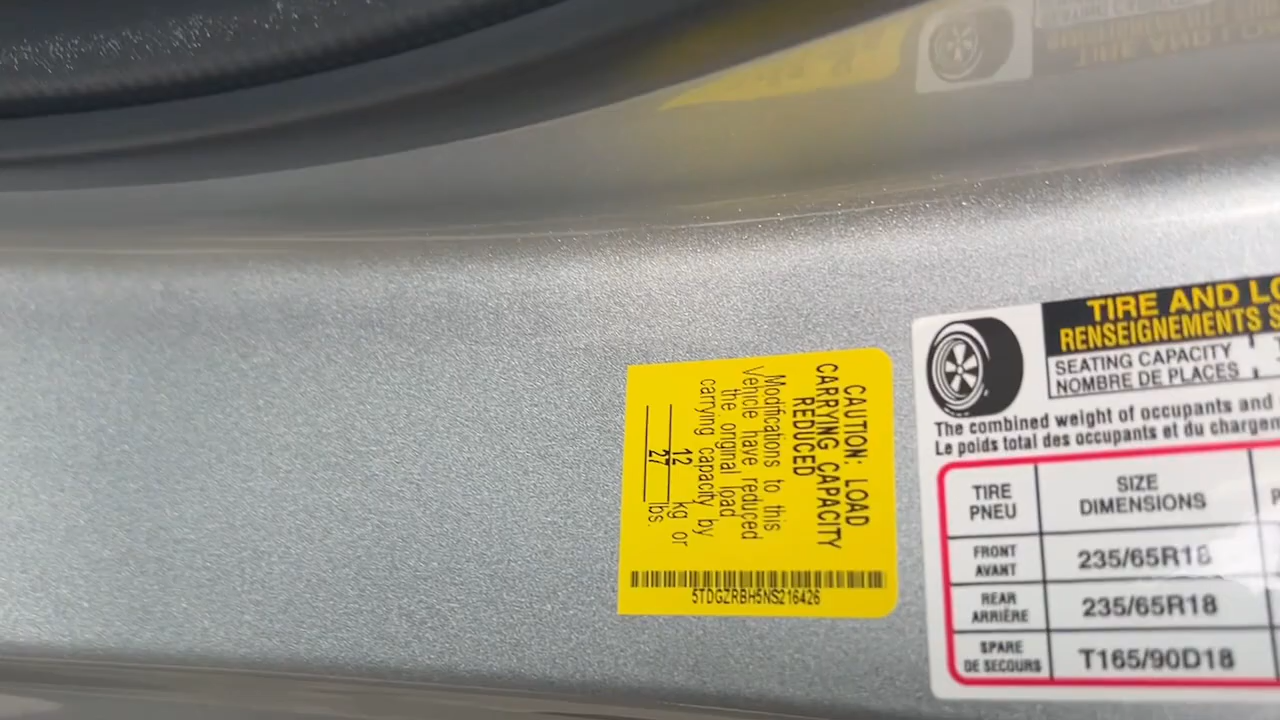 CAUTION: LOAD
CARRYING CAPACITY
REDUCED
Modifications to this
Vehicle have reduced
the original load
carrying capacity by
12 kg or
27 lbs.
5TDGZRBH5NS216426
TIRE AND LO
RENSEIGNEMENTS S
SEATING CAPACITY
NOMBRE DE PLACES
The combined weight of occupants and
Le poids total des occupants et du chargem
TIRE
PNEU
SIZE
DIMENSIONS
FRONT
AVANT
235/65R18
REAR
ARRIÈRE
235/65R18
SPARE
DE SECOURS
T165/90D18